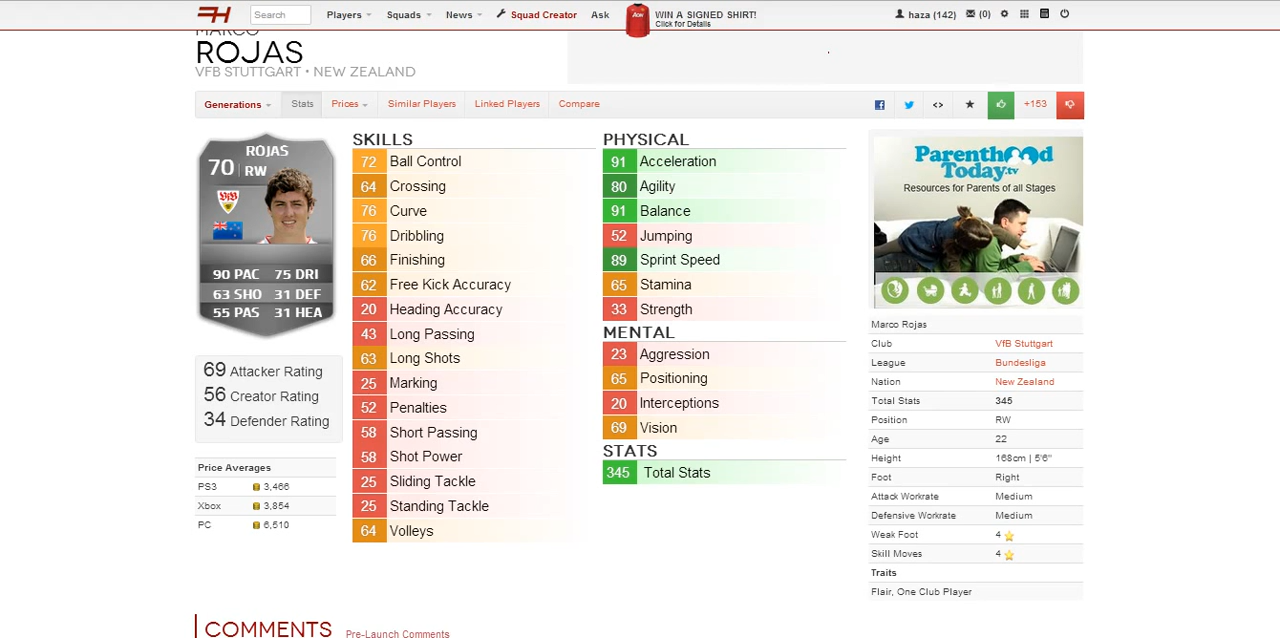 FH
Search
Players
Squads
News
Squad Creator
Ask
WIN A SIGNED SHIRT!
Click for Details
haza (142)
(0)
MARCO
ROJAS
VFB STUTTGART • NEW ZEALAND
Generations
Stats
Prices
Similar Players
Linked Players
Compare
+153
ROJAS
70 RW
90 PAC 75 DRI
63 SHO 31 DEF
55 PAS 31 HEA
69 Attacker Rating
56 Creator Rating
34 Defender Rating
Price Averages
PS3 3,466
Xbox 3,854
PC 6,510
SKILLS
72 Ball Control
64 Crossing
76 Curve
76 Dribbling
66 Finishing
62 Free Kick Accuracy
20 Heading Accuracy
43 Long Passing
63 Long Shots
25 Marking
52 Penalties
58 Short Passing
58 Shot Power
25 Sliding Tackle
25 Standing Tackle
64 Volleys
PHYSICAL
91 Acceleration
80 Agility
91 Balance
52 Jumping
89 Sprint Speed
65 Stamina
33 Strength
MENTAL
23 Aggression
65 Positioning
20 Interceptions
69 Vision
STATS
345 Total Stats
Parenthood
Today.tv
Resources for Parents of all Stages
Marco Rojas
Club VfB Stuttgart
League Bundesliga
Nation New Zealand
Total Stats 345
Position RW
Age 22
Height 168cm | 5'6"
Foot Right
Attack Workrate Medium
Defensive Workrate Medium
Weak Foot 4
Skill Moves 4
Traits
Flair, One Club Player
COMMENTS
Pre-Launch Comments